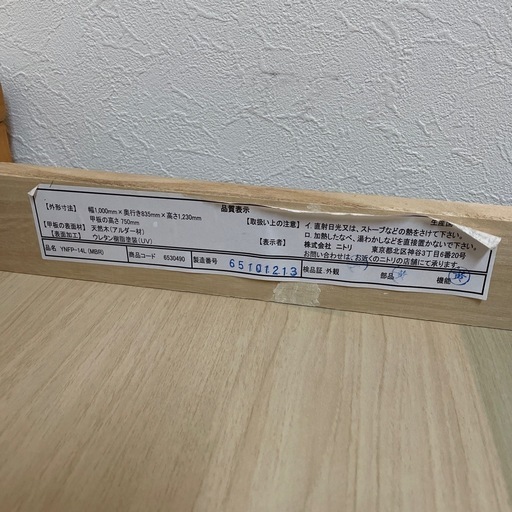 品質表示
【外形寸法】 幅1,000mm×奥行き835mm×高さ1,230mm
甲板の高さ 750mm
【甲板の表面材】 天然木(アルダー材)
【表面加工】 ウレタン樹脂塗装(UV)
【取扱い上の注意】 イ. 直射日光又は、ストーブなどの熱をさけて下さい。
ロ. 加熱したなべ、湯わかしなどを直接置かないで下さい。
【表示者】 株式会社 ニトリ 東京都北区神谷3丁目6番20号
お問い合わせは、お近くのニトリの店舗にて承ります。
品名 YNFP-14L(MBR) 商品コード 6530490 製造番号 65101213 検品証. 外観 部品 機能
生産国